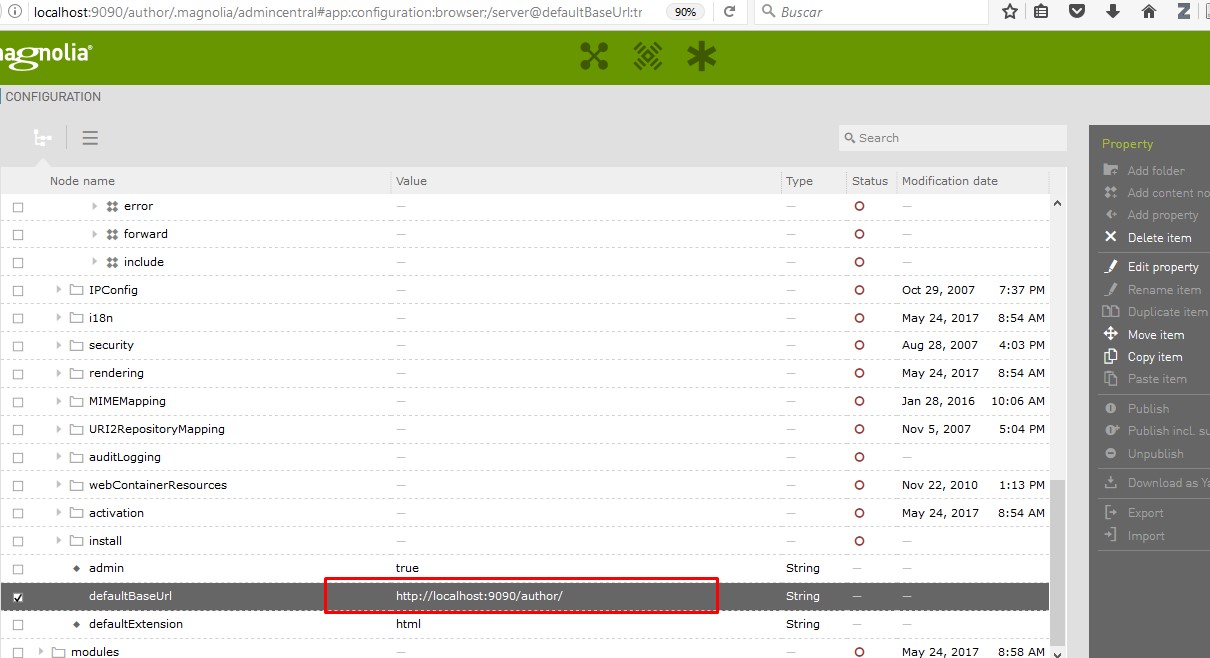 localhost:9090/author/.magnolia/admincentral#app:configuration:browser;/server@defaultBaseUrl:tr
90%
Buscar
magnolia®
CONFIGURATION
Search
Node name Value Type Status Modification date
error — — —
forward — — —
include — — —
IPConfig — — Oct 29, 2007 7:37 PM
i18n — — May 24, 2017 8:54 AM
security — — Aug 28, 2007 4:03 PM
rendering — — May 24, 2017 8:54 AM
MIMEMapping — — Jan 28, 2016 10:06 AM
URI2RepositoryMapping — — Nov 5, 2007 5:04 PM
auditLogging — — —
webContainerResources — — Nov 22, 2010 1:13 PM
activation — — May 24, 2017 8:54 AM
install — — —
admin true String — —
defaultBaseUrl http://localhost:9090/author/ String — —
defaultExtension html String — —
modules — — May 24, 2017 8:58 AM
Property
Add folder
Add content no
Add property
Delete item
Edit property
Rename item
Duplicate item
Move item
Copy item
Paste item
Publish
Publish incl. su
Unpublish
Download as YA
Export
Import